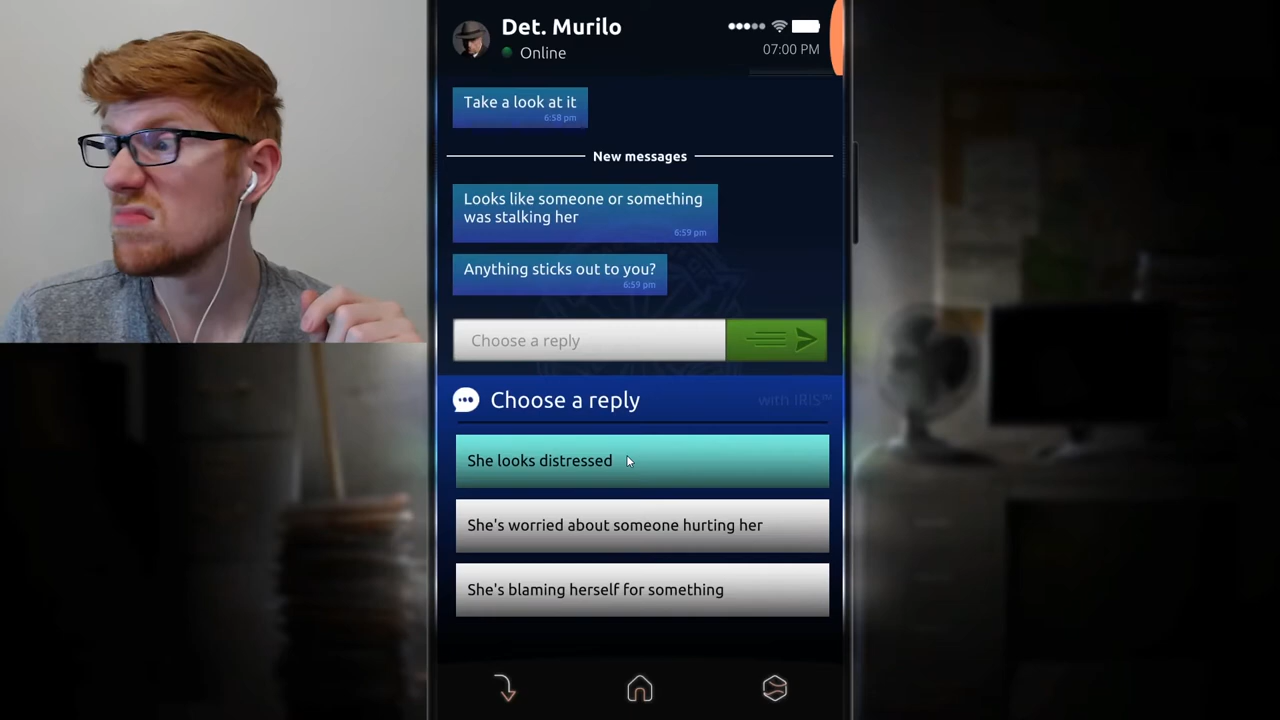 Det. Murilo
Online
07:00 PM
Take a look at it
6:58 pm
New messages
Looks like someone or something
was stalking her
6:59 pm
Anything sticks out to you?
6:59 pm
Choose a reply
Choose a reply
with IRIS™
She looks distressed
She's worried about someone hurting her
She's blaming herself for something